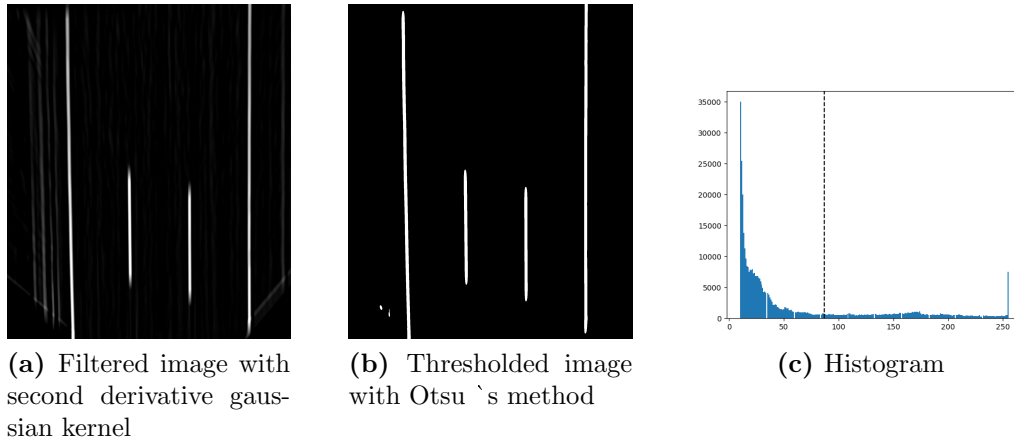 35000
30000
25000
20000
15000
10000
5000
0
0 50 100 150 200 250
(a) Filtered image with
second derivative gaus-
sian kernel
(b) Thresholded image
with Otsu `s method
(c) Histogram